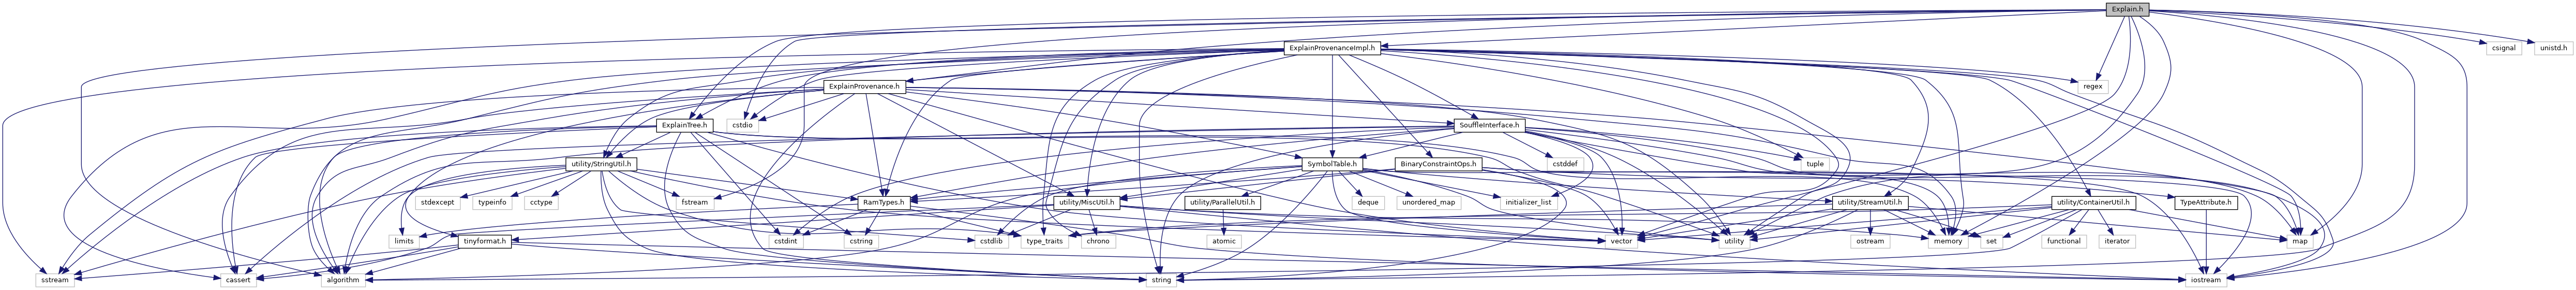 Explain.h
ExplainProvenanceImpl.h
csignal
unistd.h
ExplainProvenance.h
regex
ExplainTree.h
cstdio
SouffleInterface.h
utility/StringUtil.h
SymbolTable.h
BinaryConstraintOps.h
cstddef
tuple
stdexcept
typeinfo
cctype
fstream
RamTypes.h
utility/MiscUtil.h
utility/ParallelUtil.h
deque
unordered_map
initializer_list
utility/StreamUtil.h
utility/ContainerUtil.h
TypeAttribute.h
limits
tinyformat.h
cstdint
cstring
cstdlib
type_traits
chrono
atomic
vector
utility
ostream
memory
set
functional
iterator
map
sstream
cassert
algorithm
string
iostream